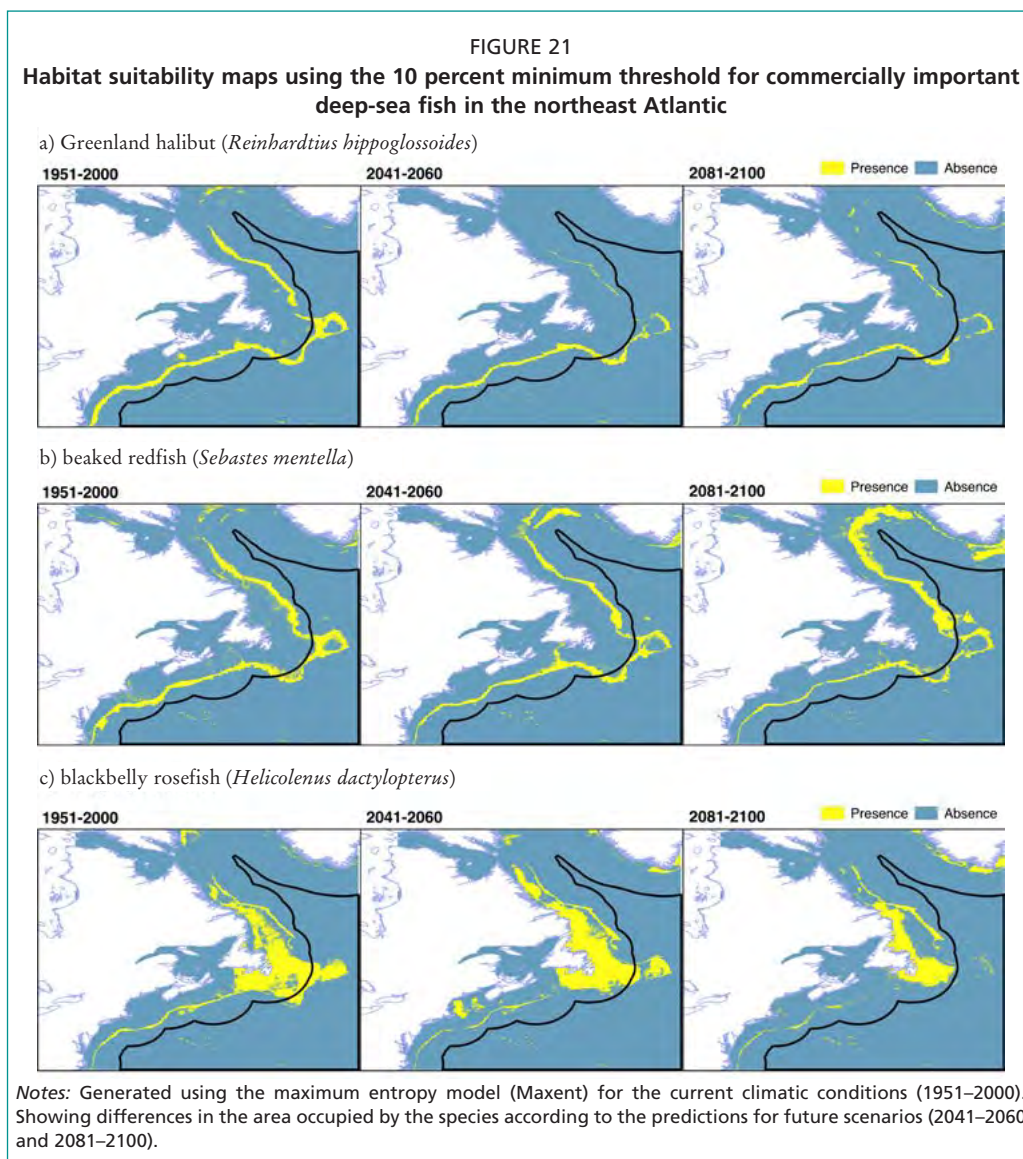 FIGURE 21
Habitat suitability maps using the 10 percent minimum threshold for commercially important
deep-sea fish in the northeast Atlantic
a) Greenland halibut (Reinhardtius hippoglossoides)
1951-2000 2041-2060 2081-2100 Presence Absence
b) beaked redfish (Sebastes mentella)
1951-2000 2041-2060 2081-2100 Presence Absence
c) blackbelly rosefish (Helicolenus dactylopterus)
1951-2000 2041-2060 2081-2100 Presence Absence
Notes: Generated using the maximum entropy model (Maxent) for the current climatic conditions (1951–2000).
Showing differences in the area occupied by the species according to the predictions for future scenarios (2041–2060
and 2081–2100).